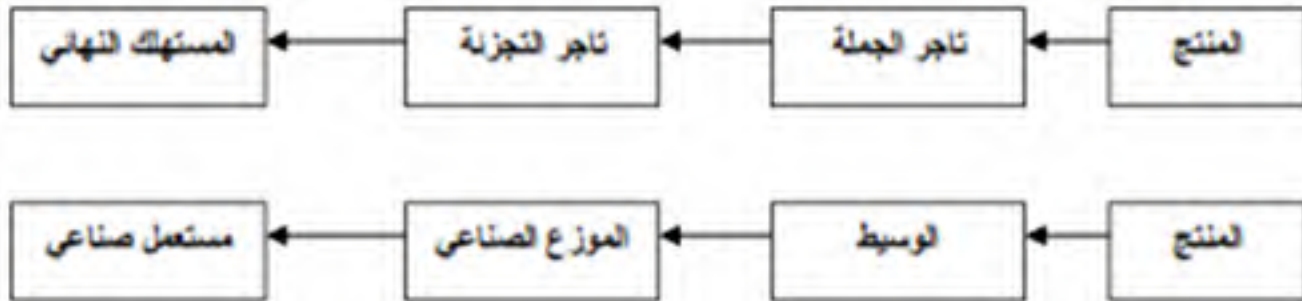 المنتج تاجر الجملة تاجر التجزئة المستهلك النهائي
المنتج الوسيط الموزع الصناعي مستعمل صناعي